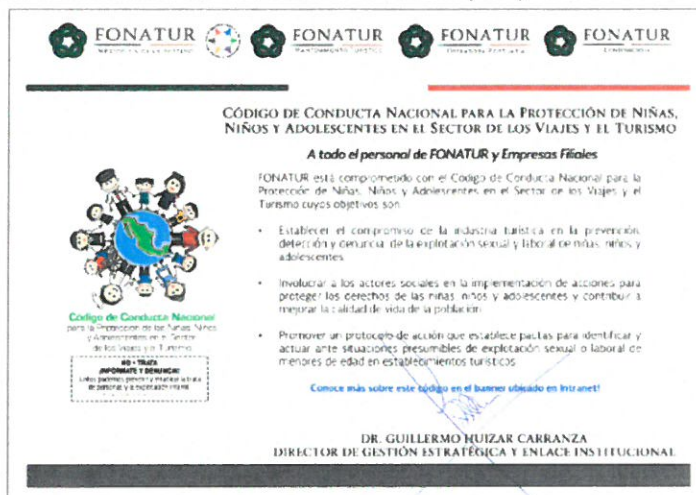 FONATUR FONATUR FONATUR FONATUR
MANTENIMIENTO TURÍSTICO
CÓDIGO DE CONDUCTA NACIONAL PARA LA PROTECCIÓN DE NIÑAS,
NIÑOS Y ADOLESCENTES EN EL SECTOR DE LOS VIAJES Y EL TURISMO
A todo el personal de FONATUR y Empresas Filiales
FONATUR está comprometido con el Código de Conducta Nacional para la
Protección de Niñas, Niños y Adolescentes en el Sector de los Viajes y el
Turismo cuyos objetivos son:
• Establecer el compromiso de la industria turística en la prevención,
detección y denuncia, de la explotación sexual y laboral de niñas, niños y
adolescentes.
• Involucrar a los actores sociales en la implementación de acciones para
proteger los derechos de las niñas, niños y adolescentes y contribuir a
mejorar la calidad de vida de la población.
• Promover un protocolo de acción que establece pautas para identificar y
actuar ante situaciones presumibles de explotación sexual o laboral de
menores de edad en establecimientos turísticos.
Conoce más sobre este código en el banner ubicado en Intranet!
Código de Conducta Nacional
para la Protección de las Niñas, Niños
y Adolescentes en el Sector
de los Viajes y el Turismo
NO + TRATA
¡INFÓRMATE Y DENUNCIA!
DR. GUILLERMO HUIZAR CARRANZA
DIRECTOR DE GESTIÓN ESTRATÉGICA Y ENLACE INSTITUCIONAL